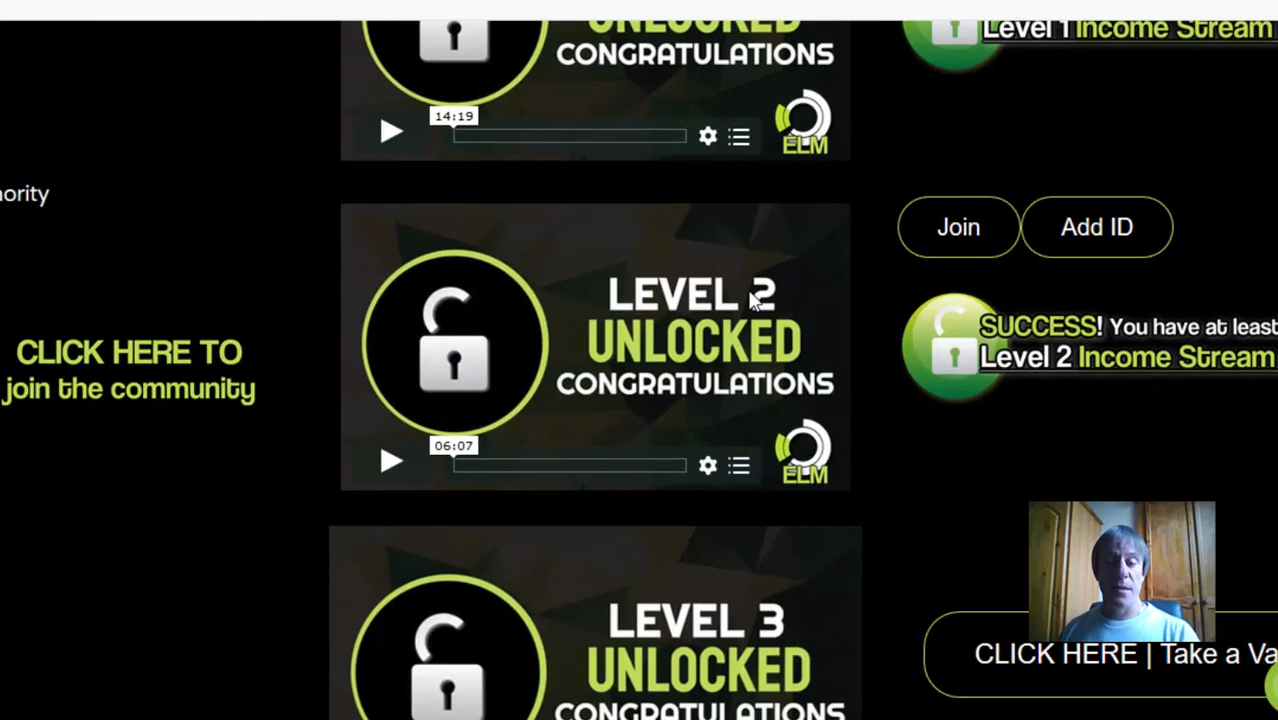 UNLOCKED
CONGRATULATIONS
14:19
ELM
Level 1 Income Stream
nority
Join
Add ID
LEVEL 2
UNLOCKED
CONGRATULATIONS
06:07
ELM
SUCCESS! You have at least
Level 2 Income Stream
CLICK HERE TO
join the community
LEVEL 3
UNLOCKED
CONGRATULATIONS
CLICK HERE | Take a Va